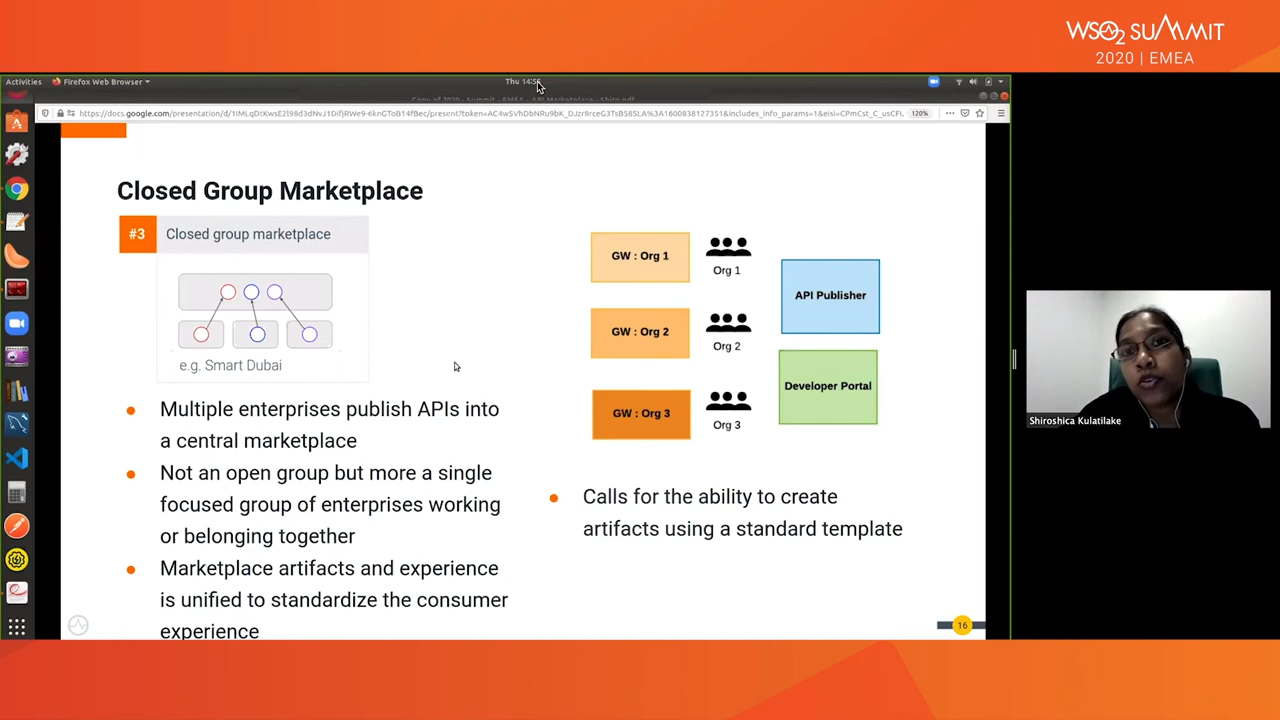 WSO2 SUMMIT
2020 | EMEA
Activities
Firefox Web Browser
Thu 14:56
120%
Closed Group Marketplace
#3
Closed group marketplace
e.g. Smart Dubai
Multiple enterprises publish APIs into
a central marketplace
Not an open group but more a single
focused group of enterprises working
or belonging together
Marketplace artifacts and experience
is unified to standardize the consumer
experience
GW : Org 1
Org 1
GW : Org 2
Org 2
GW : Org 3
Org 3
API Publisher
Developer Portal
Calls for the ability to create
artifacts using a standard template
16
Shiroshica Kulatilake